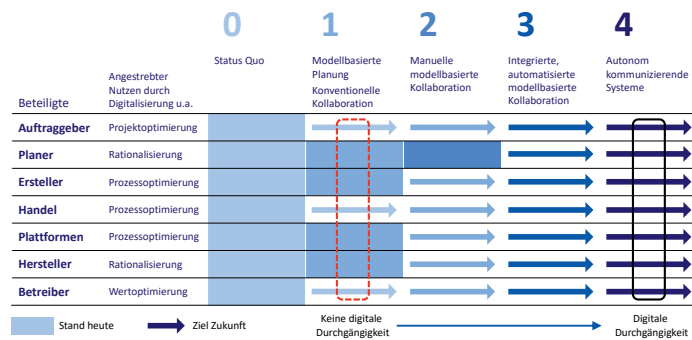 0
1
2
3
4
Status Quo
Modellbasierte
Planung
Konventionelle
Kollaboration
Manuelle
modellbasierte
Kollaboration
Integrierte,
automatisierte
modellbasierte
Kollaboration
Autonom
kommunizierende
Systeme
Beteiligte
Angestrebter
Nutzen durch
Digitalisierung u.a.
Auftraggeber Projektoptimierung
Planer Rationalisierung
Ersteller Prozessoptimierung
Handel Prozessoptimierung
Plattformen Prozessoptimierung
Hersteller Rationalisierung
Betreiber Wertoptimierung
Stand heute
Ziel Zukunft
Keine digitale
Durchgängigkeit
Digitale
Durchgängigkeit